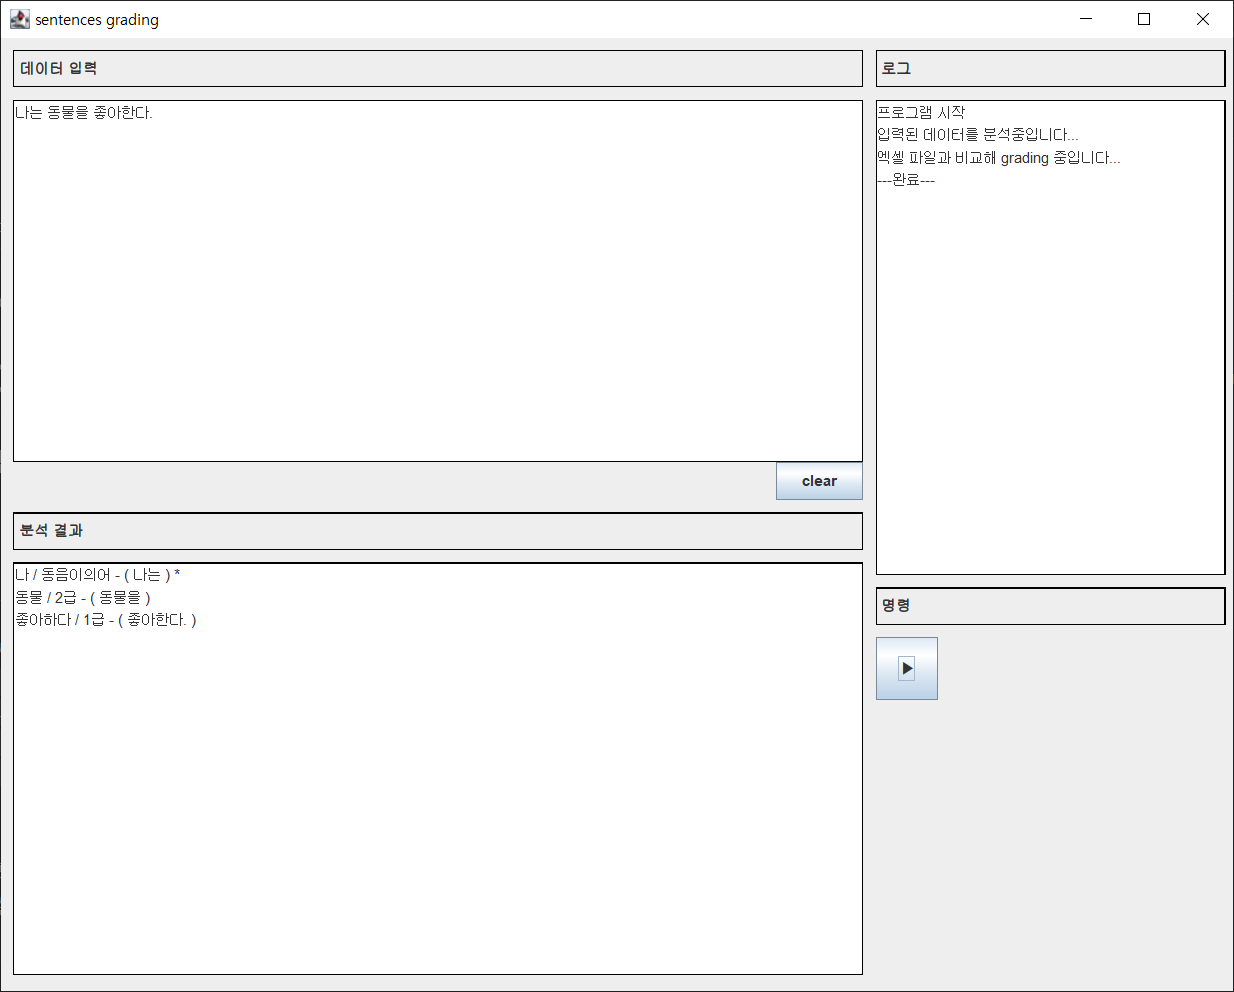 sentences grading
데이터 입력
나는 동물을 좋아한다.
clear
분석 결과
나 / 동음이의어 - ( 나는 ) *
동물 / 2급 - ( 동물을 )
좋아하다 / 1급 - ( 좋아한다. )
로그
프로그램 시작
입력된 데이터를 분석중입니다...
엑셀 파일과 비교해 grading 중입니다...
---완료---
명령